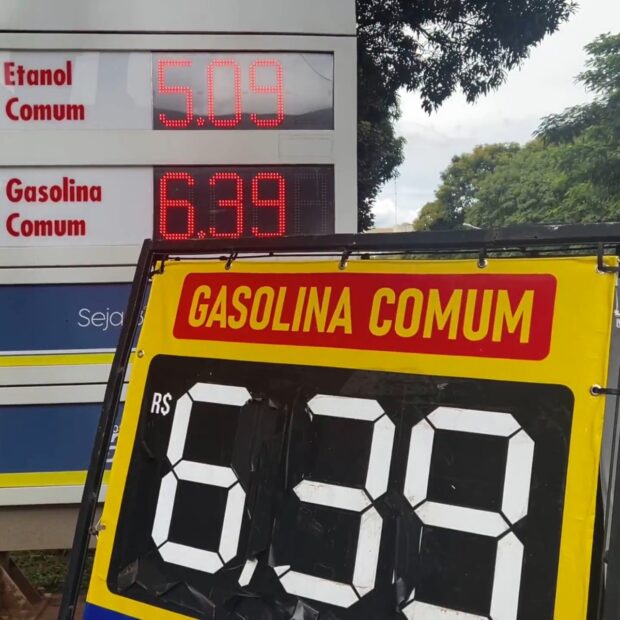 Etanol
Comum
5.09
Gasolina
Comum
6.39
Seja
GASOLINA COMUM
R$ 6.39